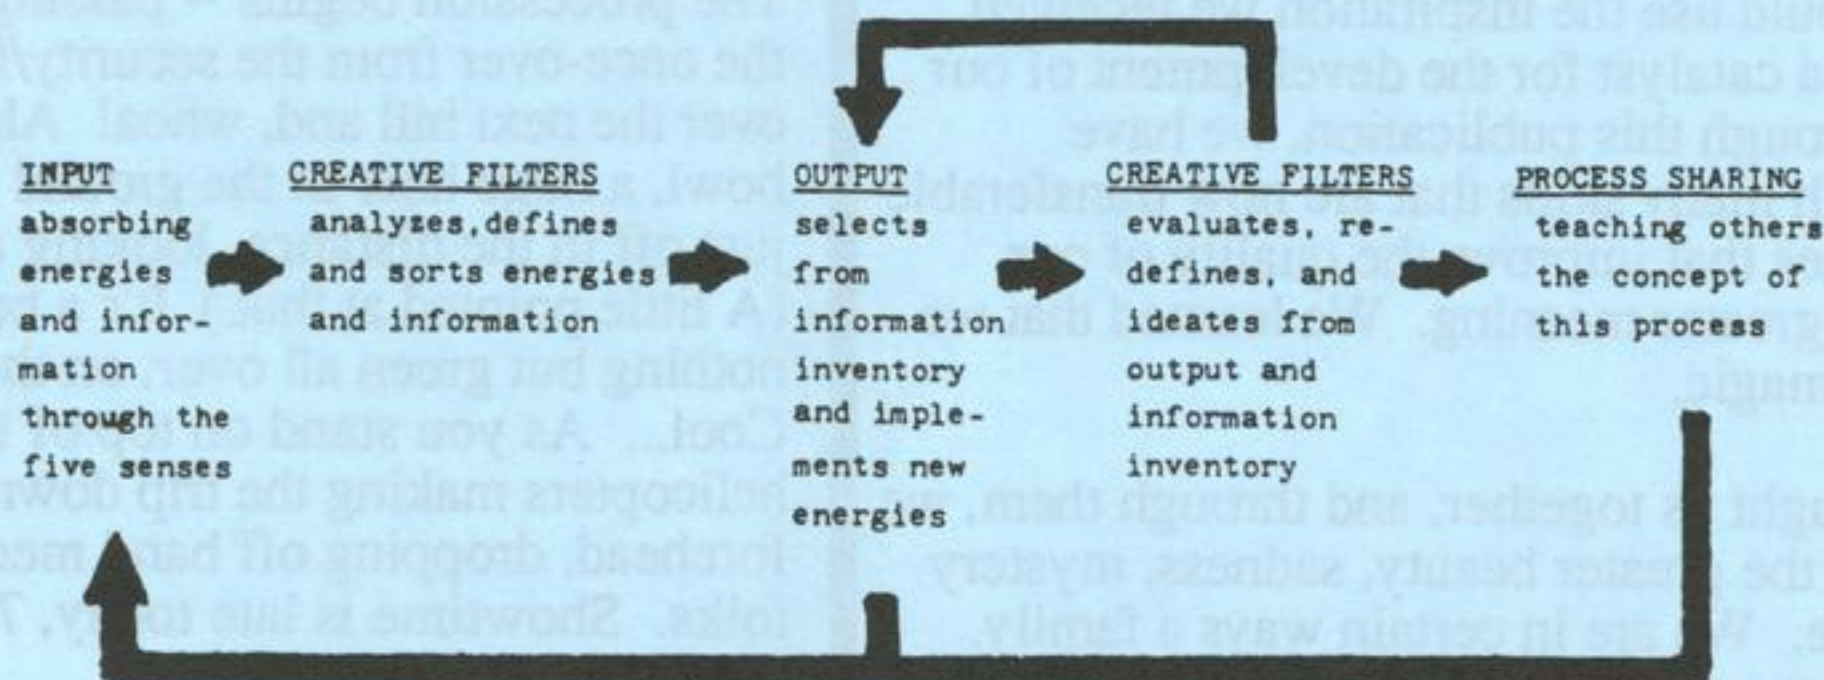 INPUT
absorbing
energies
and infor-
mation
through the
five senses
CREATIVE FILTERS
analyzes,defines
and sorts energies
and information
OUTPUT
selects
from
information
inventory
and imple-
ments new
energies
CREATIVE FILTERS
evaluates, re-
defines, and
ideates from
output and
information
inventory
PROCESS SHARING
teaching others
the concept of
this process